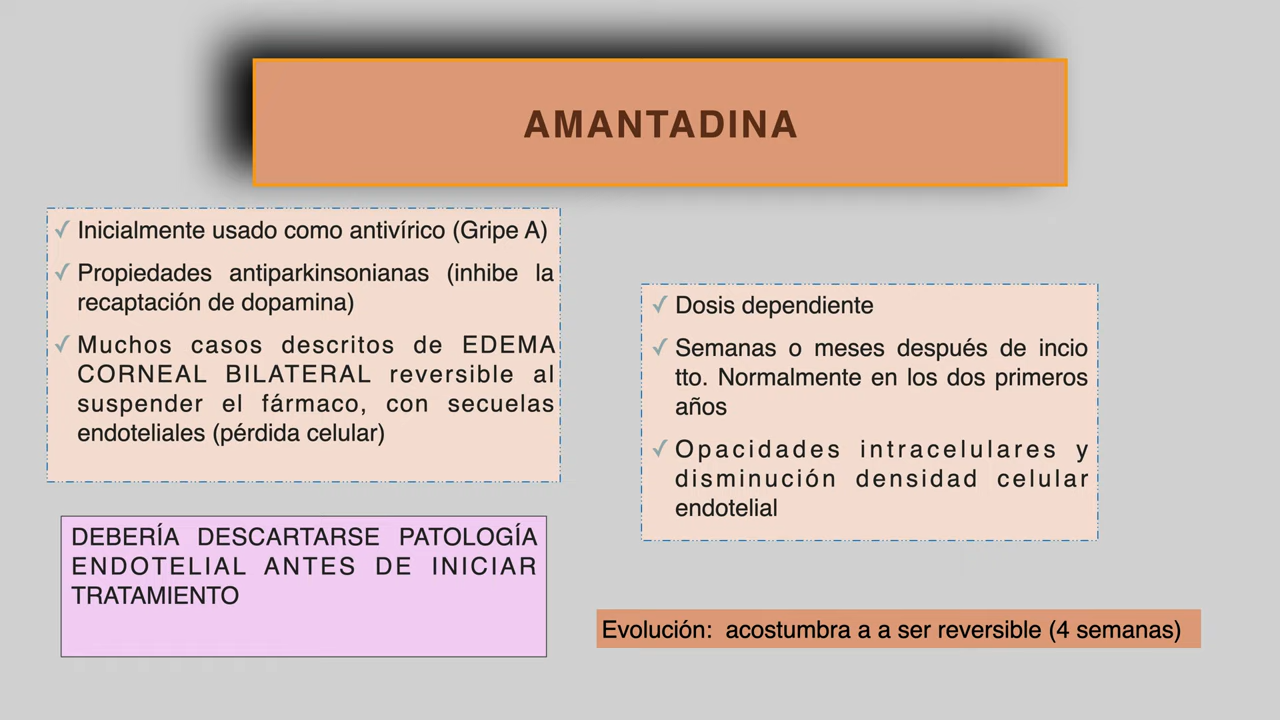 AMANTADINA
✓ Inicialmente usado como antivírico (Gripe A)
✓ Propiedades antiparkinsonianas (inhibe la
recaptación de dopamina)
✓ Muchos casos descritos de EDEMA
CORNEAL BILATERAL reversible al
suspender el fármaco, con secuelas
endoteliales (pérdida celular)
DEBERÍA DESCARTARSE PATOLOGÍA
ENDOTELIAL ANTES DE INICIAR
TRATAMIENTO
✓ Dosis dependiente
✓ Semanas o meses después de incio
tto. Normalmente en los dos primeros
años
✓ Opacidades intracelulares y
disminución densidad celular
endotelial
Evolución: acostumbra a a ser reversible (4 semanas)